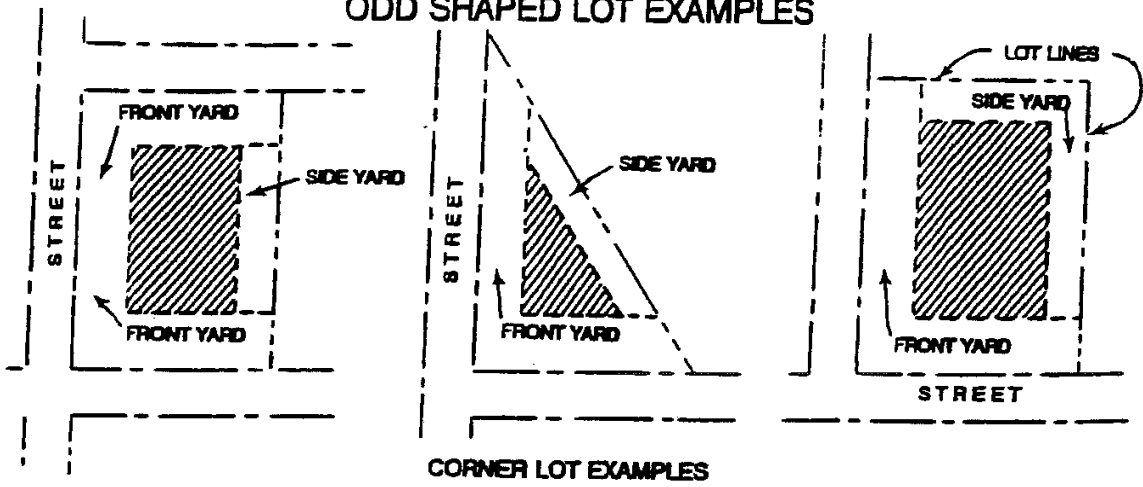 ODD SHAPED LOT EXAMPLES
LOT LINES
FRONT YARD
SIDE YARD
SIDE YARD
SIDE YARD
STREET
STREET
FRONT YARD
FRONT YARD
FRONT YARD
STREET
CORNER LOT EXAMPLES